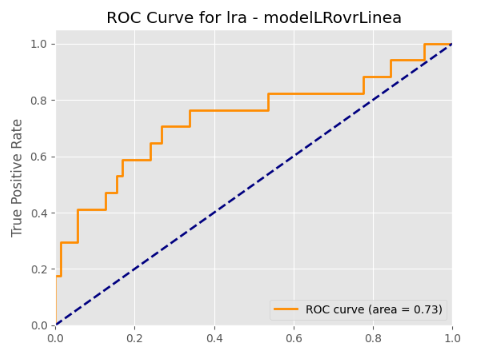 ROC Curve for lra - modelLRovrLinea
True Positive Rate
1.0
0.8
0.6
0.4
0.2
0.0
0.0 0.2 0.4 0.6 0.8 1.0
ROC curve (area = 0.73)